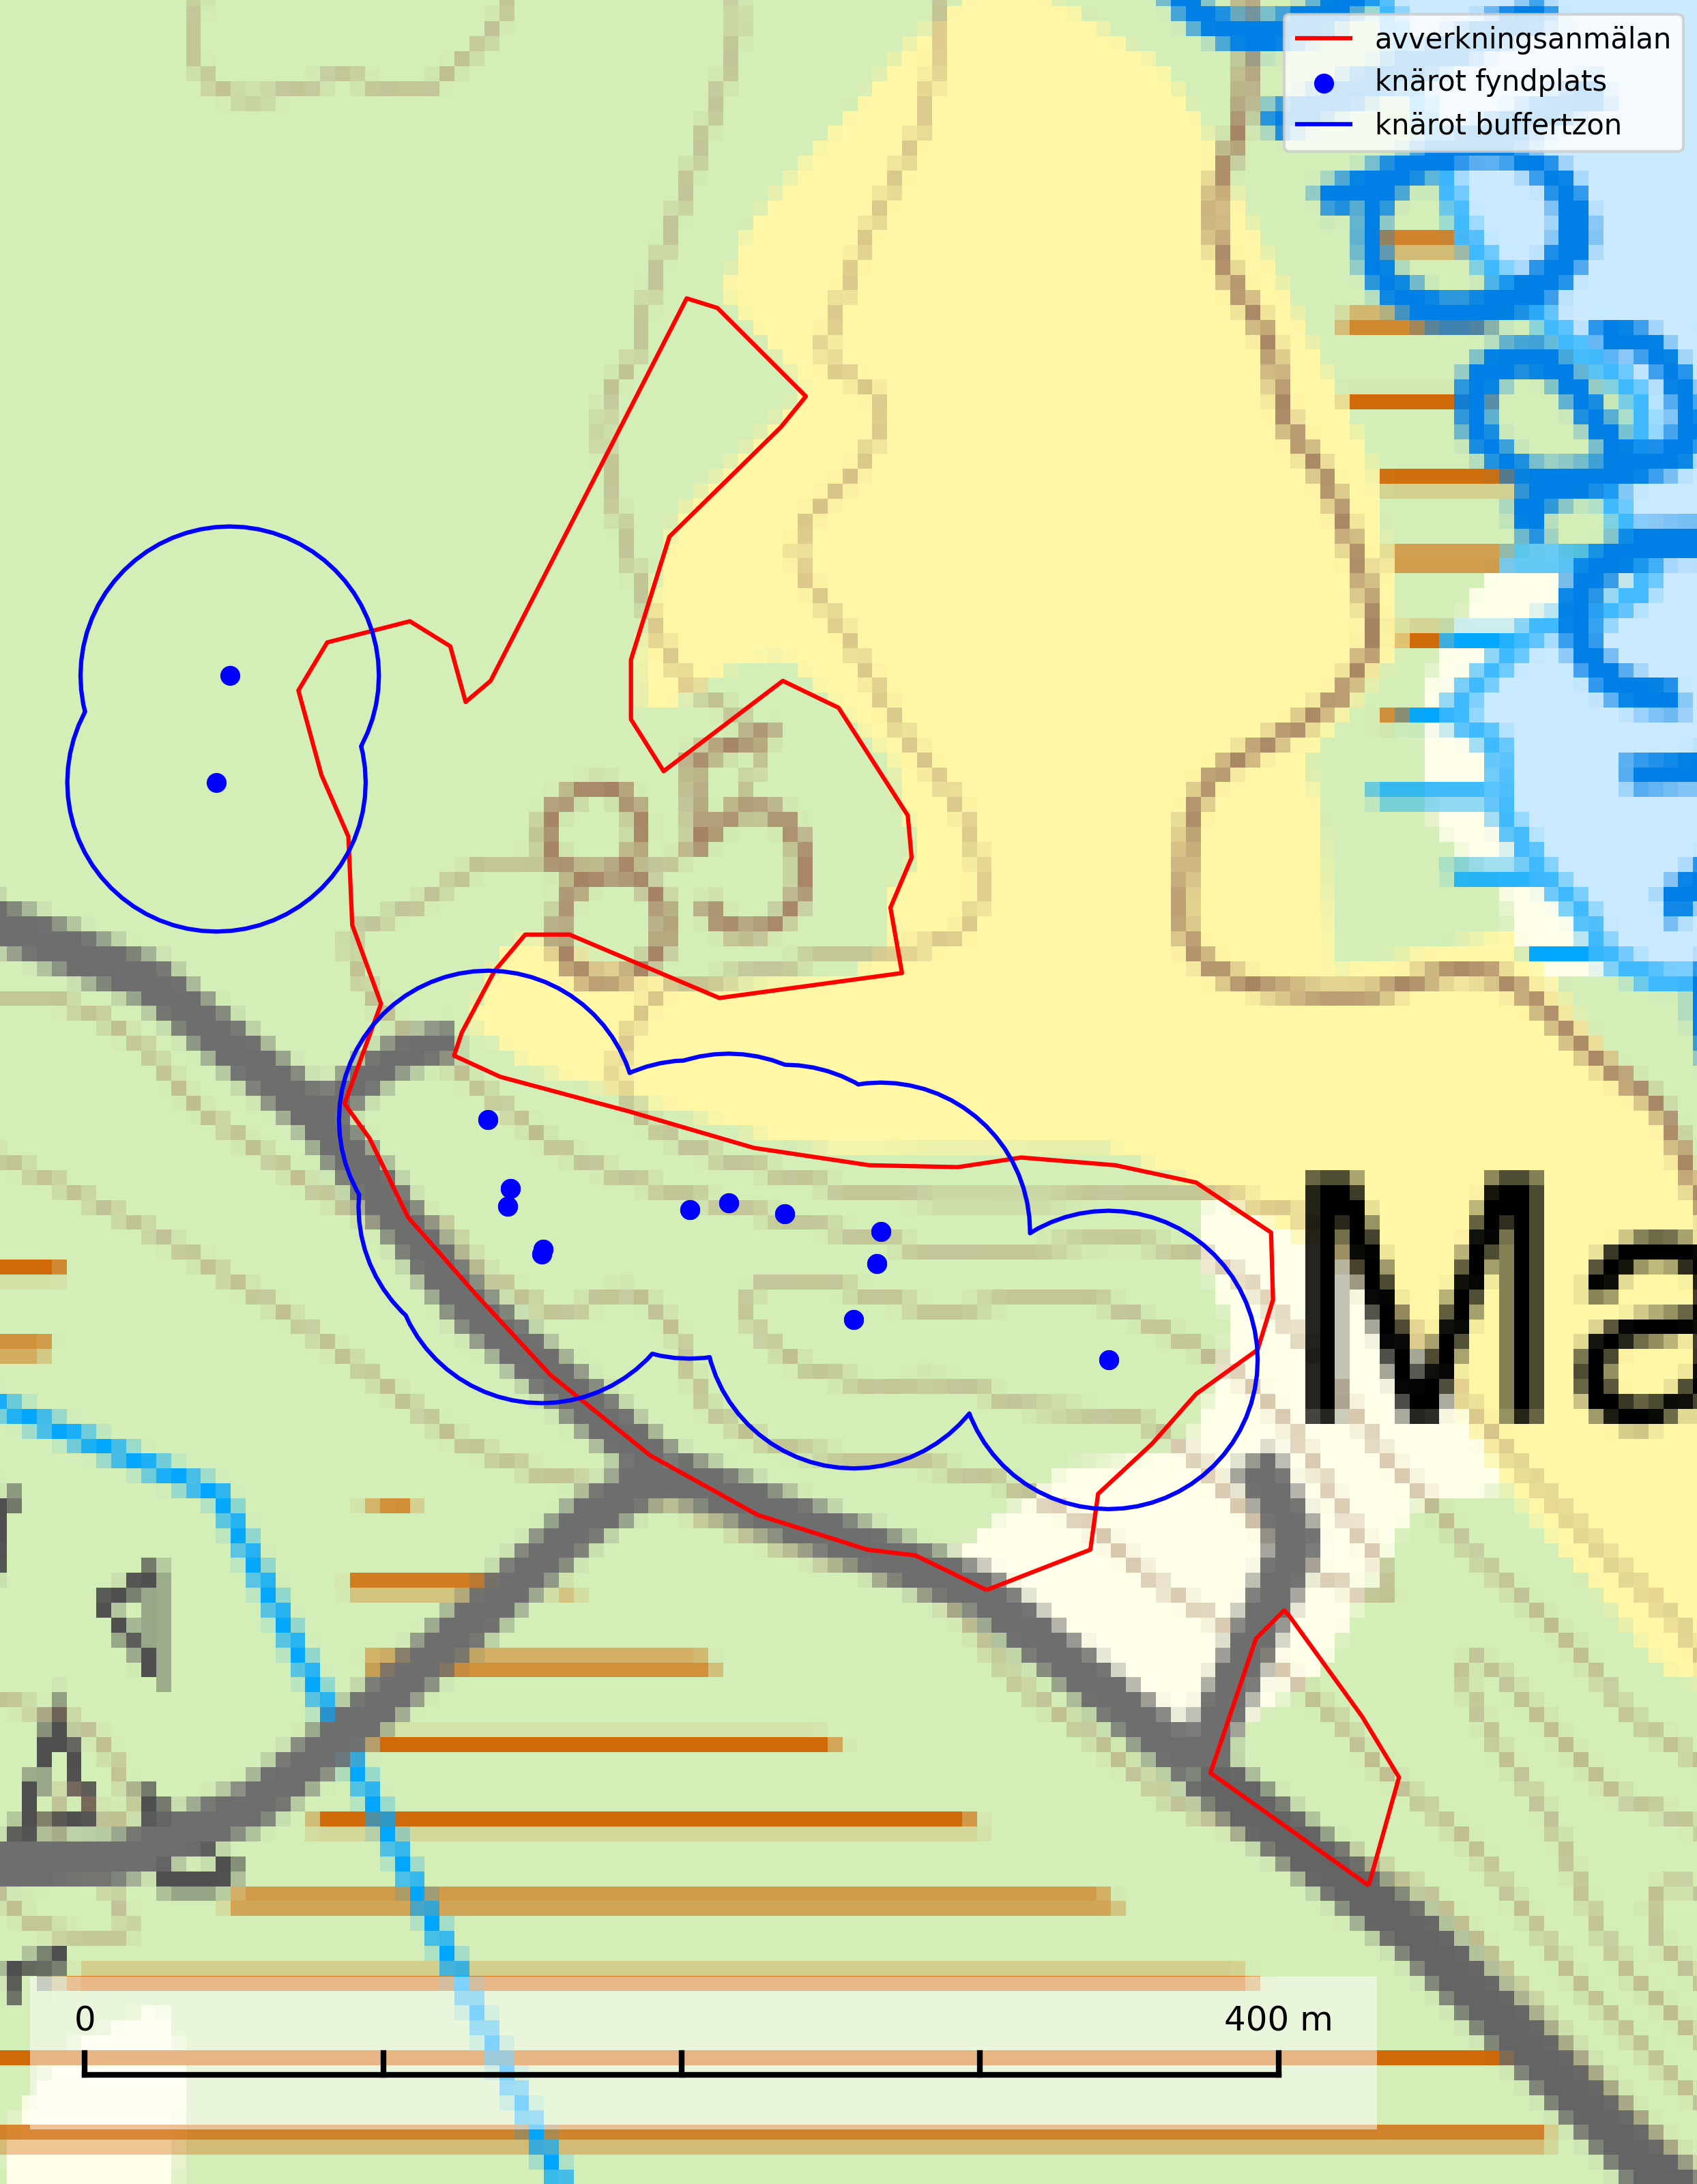 avverkningsanmälan
knärot fyndplats
knärot buffertzon
85
Ma
0 400 m